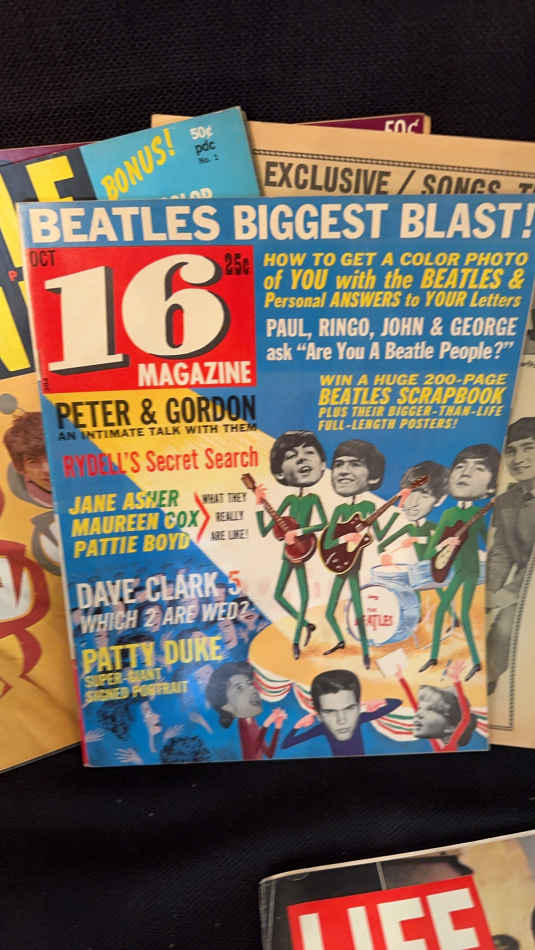 BONUS!
50¢
pdc
No. 2
50¢
EXCLUSIVE / SONGS
BEATLES BIGGEST BLAST!
OCT
25c
16
MAGAZINE
HOW TO GET A COLOR PHOTO
of YOU with the BEATLES &
Personal ANSWERS to YOUR Letters
PAUL, RINGO, JOHN & GEORGE
ask “Are You A Beatle People?”
WIN A HUGE 200-PAGE
BEATLES SCRAPBOOK
PLUS THEIR BIGGER-THAN-LIFE
FULL-LENGTH POSTERS!
PETER & GORDON
AN INTIMATE TALK WITH THEM
RYDELL'S Secret Search
JANE ASHER
MAUREEN COX
PATTIE BOYD
WHAT THEY
REALLY
ARE LIKE!
DAVE CLARK 5
WHICH 2 ARE WED?
PATTY DUKE
SUPER-GIANT
SIGNED PORTRAIT
THE
BEATLES
LIFE